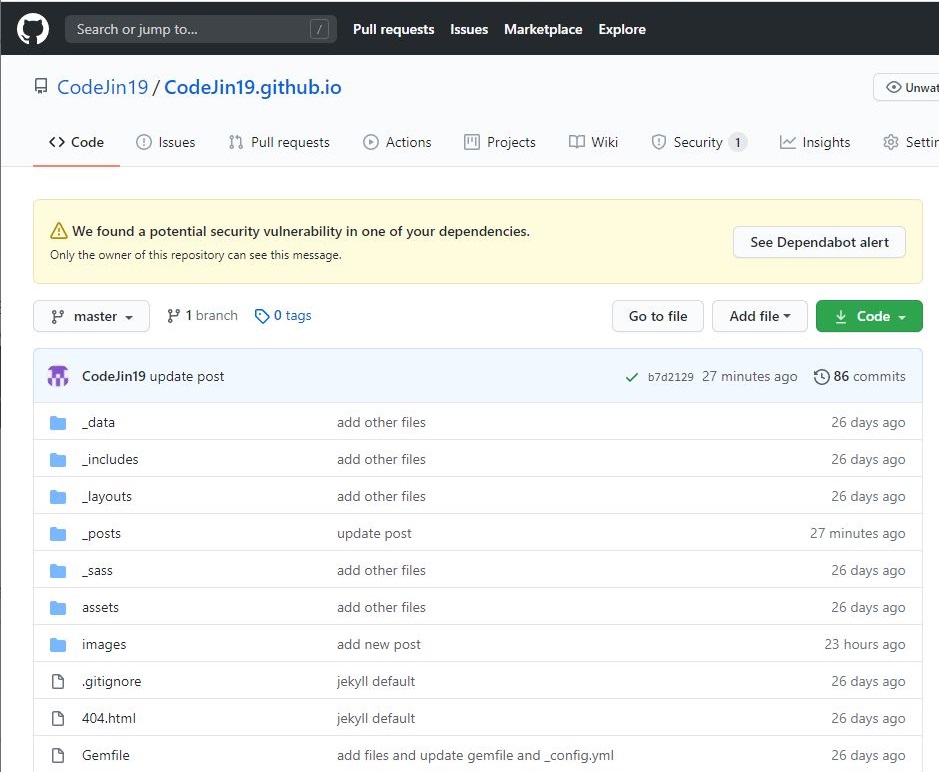 Search or jump to... / Pull requests Issues Marketplace Explore
CodeJin19 / CodeJin19.github.io Unwat
<> Code Issues Pull requests Actions Projects Wiki Security 1 Insights Settin
We found a potential security vulnerability in one of your dependencies.
Only the owner of this repository can see this message.
See Dependabot alert
master 1 branch 0 tags Go to file Add file Code
CodeJin19 update post b7d2129 27 minutes ago 86 commits
_data add other files 26 days ago
_includes add other files 26 days ago
_layouts add other files 26 days ago
_posts update post 27 minutes ago
_sass add other files 26 days ago
assets add other files 26 days ago
images add new post 23 hours ago
.gitignore jekyll default 26 days ago
404.html jekyll default 26 days ago
Gemfile add files and update gemfile and _config.yml 26 days ago